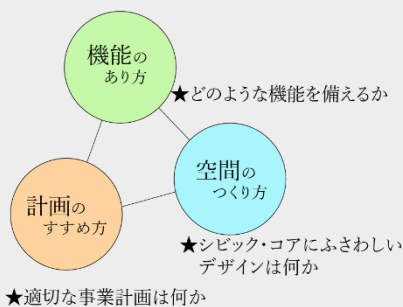 機能の
あり方
★どのような機能を備えるか
空間の
つくり方
★シビック・コアにふさわしい
デザインは何か
計画の
すすめ方
★適切な事業計画は何か